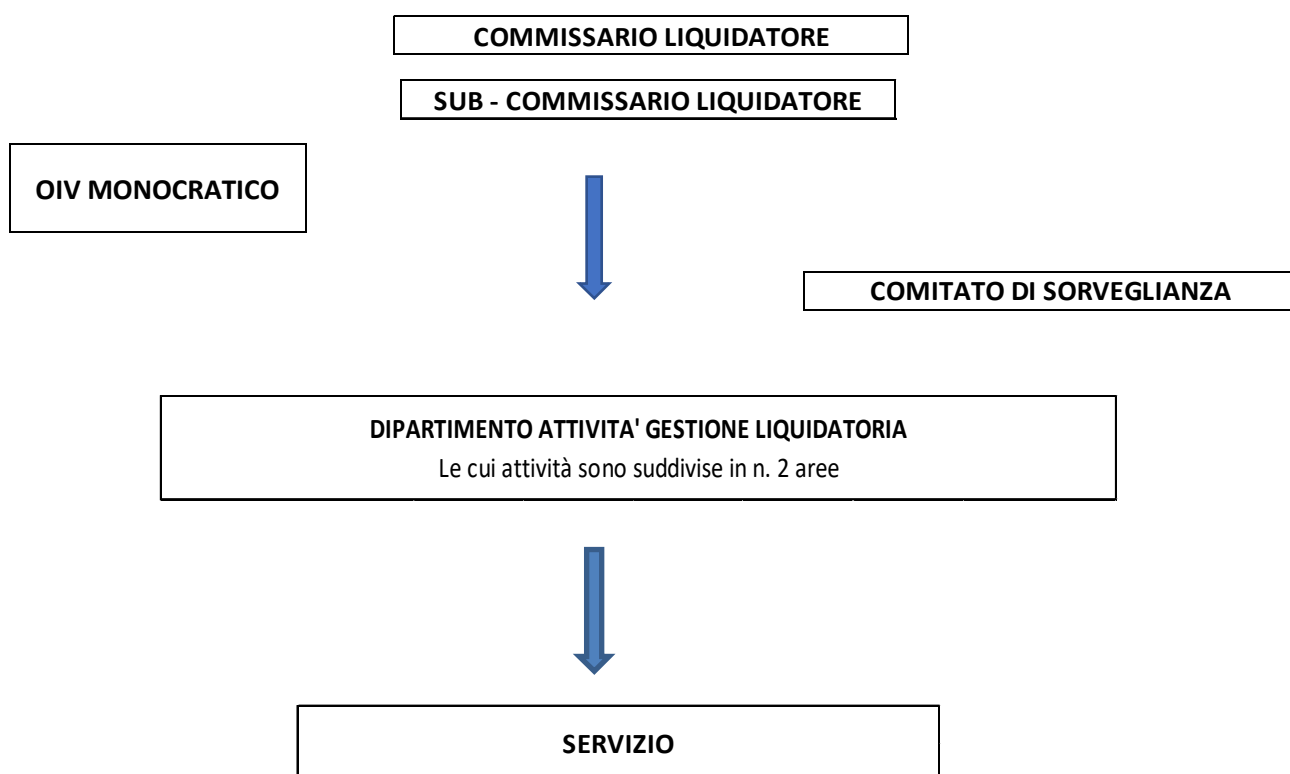 COMMISSARIO LIQUIDATORE
SUB - COMMISSARIO LIQUIDATORE
OIV MONOCRATICO
COMITATO DI SORVEGLIANZA
DIPARTIMENTO ATTIVITA' GESTIONE LIQUIDATORIA
Le cui attività sono suddivise in n. 2 aree
SERVIZIO